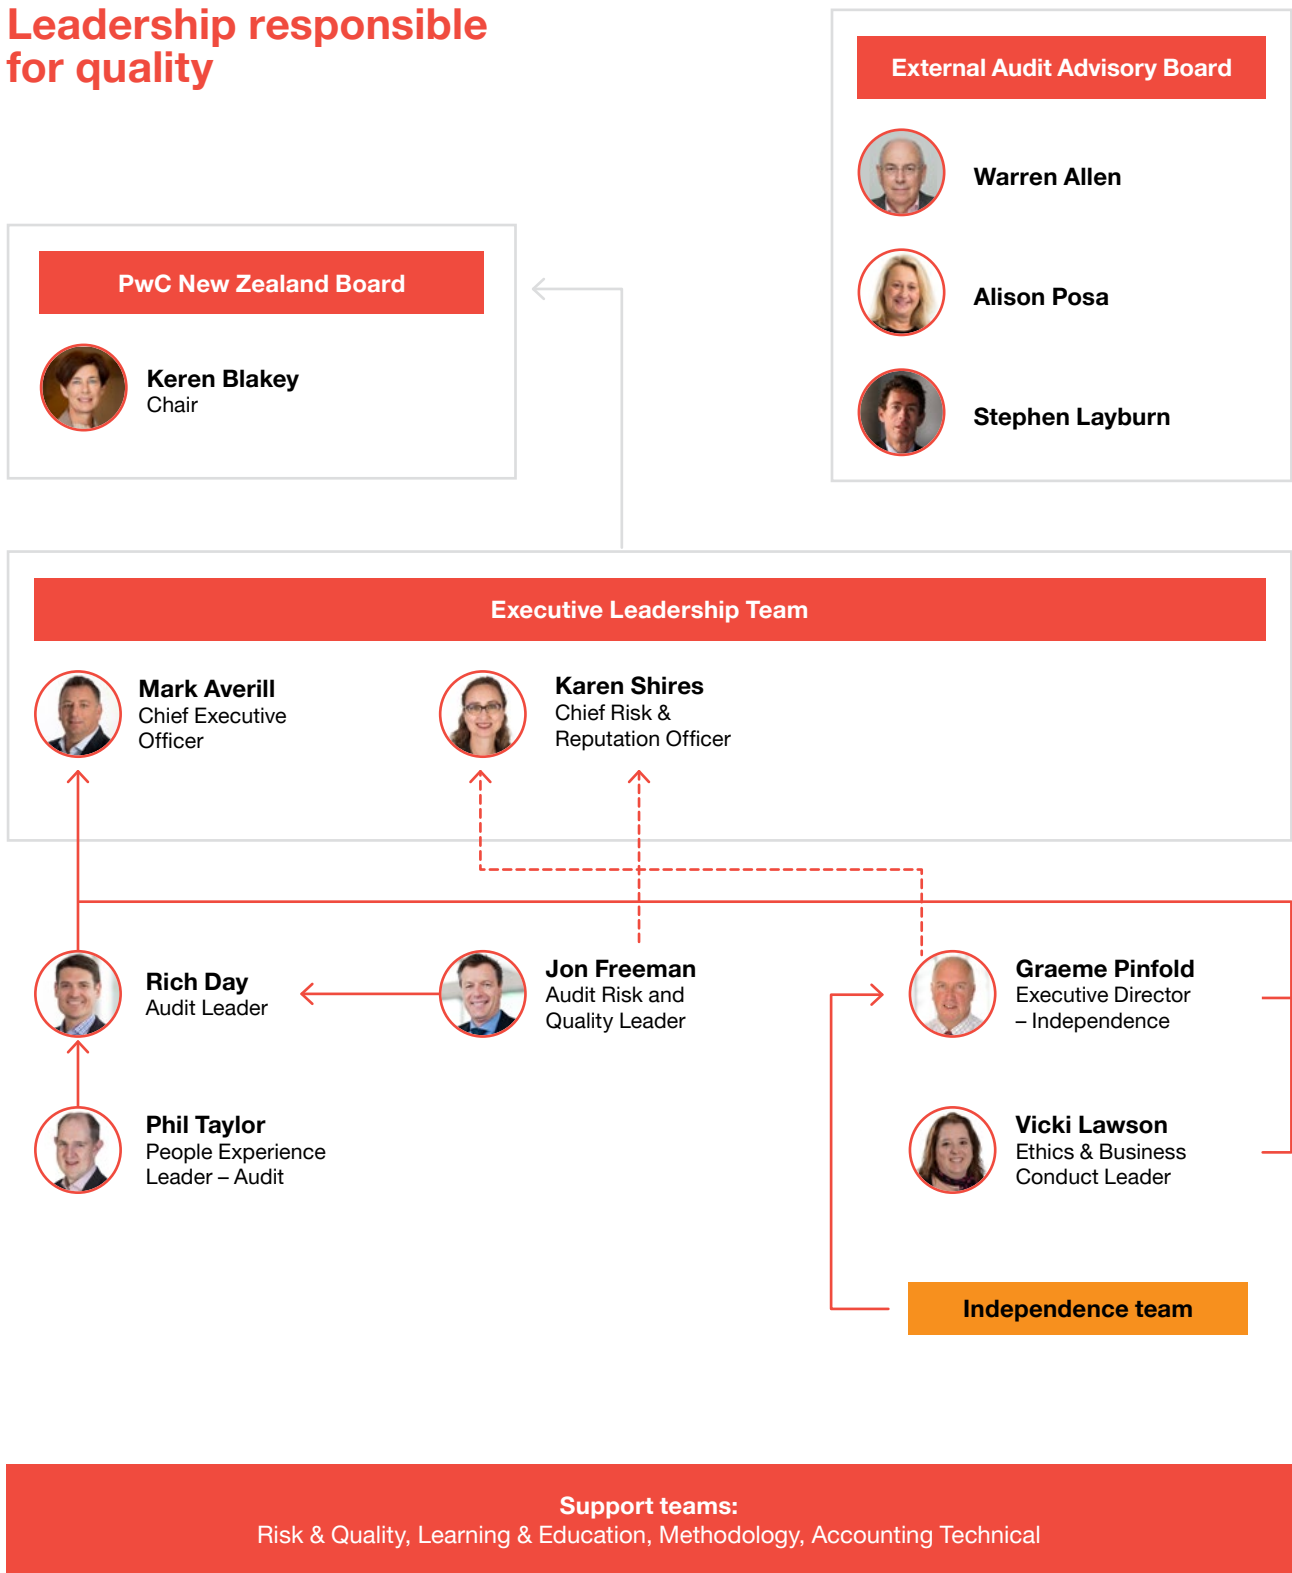 Leadership responsible
for quality
External Audit Advisory Board
Warren Allen
Alison Posa
Stephen Layburn
PwC New Zealand Board
Keren Blakey
Chair
Executive Leadership Team
Mark Averill
Chief Executive
Officer
Karen Shires
Chief Risk &
Reputation Officer
Rich Day
Audit Leader
Jon Freeman
Audit Risk and
Quality Leader
Graeme Pinfold
Executive Director
– Independence
Phil Taylor
People Experience
Leader – Audit
Vicki Lawson
Ethics & Business
Conduct Leader
Independence team
Support teams:
Risk & Quality, Learning & Education, Methodology, Accounting Technical